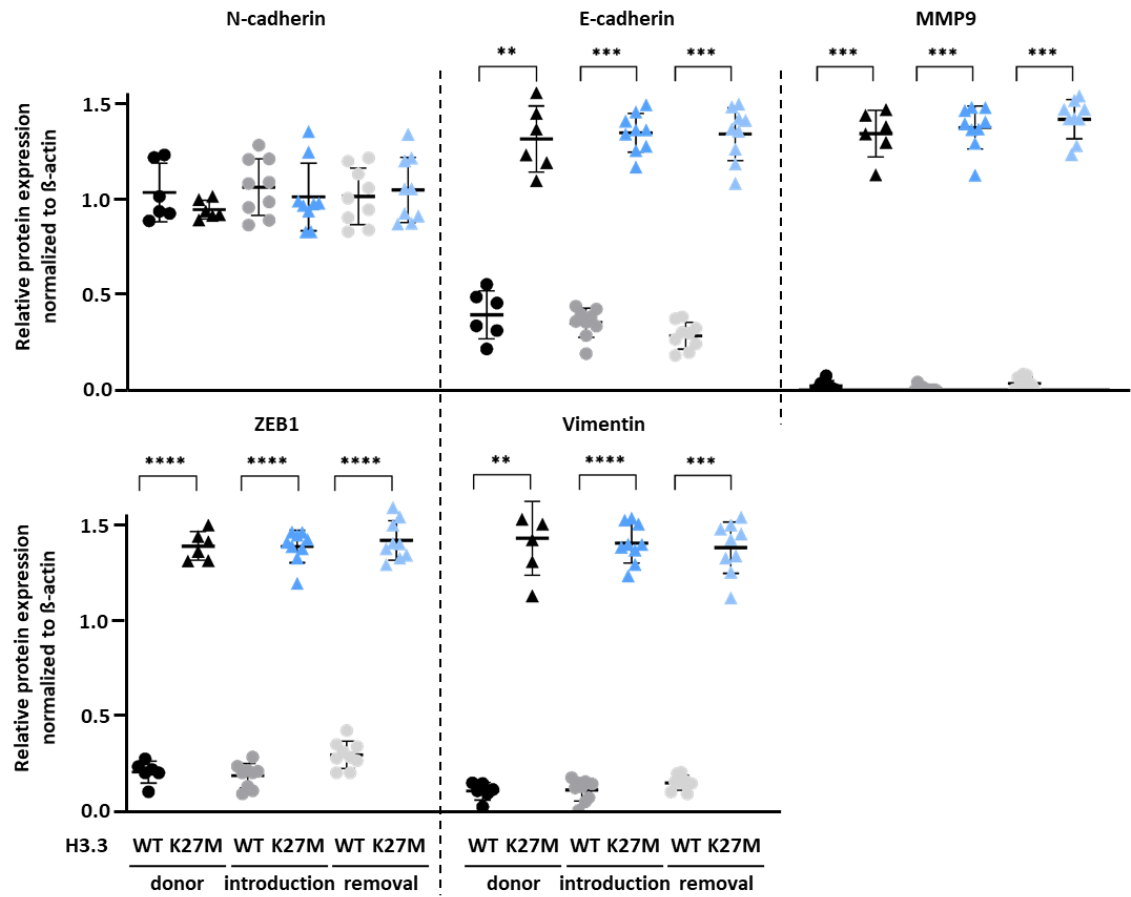 N-cadherin E-cadherin MMP9
** *** *** *** *** ***
Relative protein expression
normalized to ß-actin
1.5
1.0
0.5
0.0
ZEB1 Vimentin
**** **** **** ** **** ***
Relative protein expression
normalized to ß-actin
1.5
1.0
0.5
0.0
H3.3 WT K27M WT K27M WT K27M WT K27M WT K27M WT K27M
donor introduction removal donor introduction removal